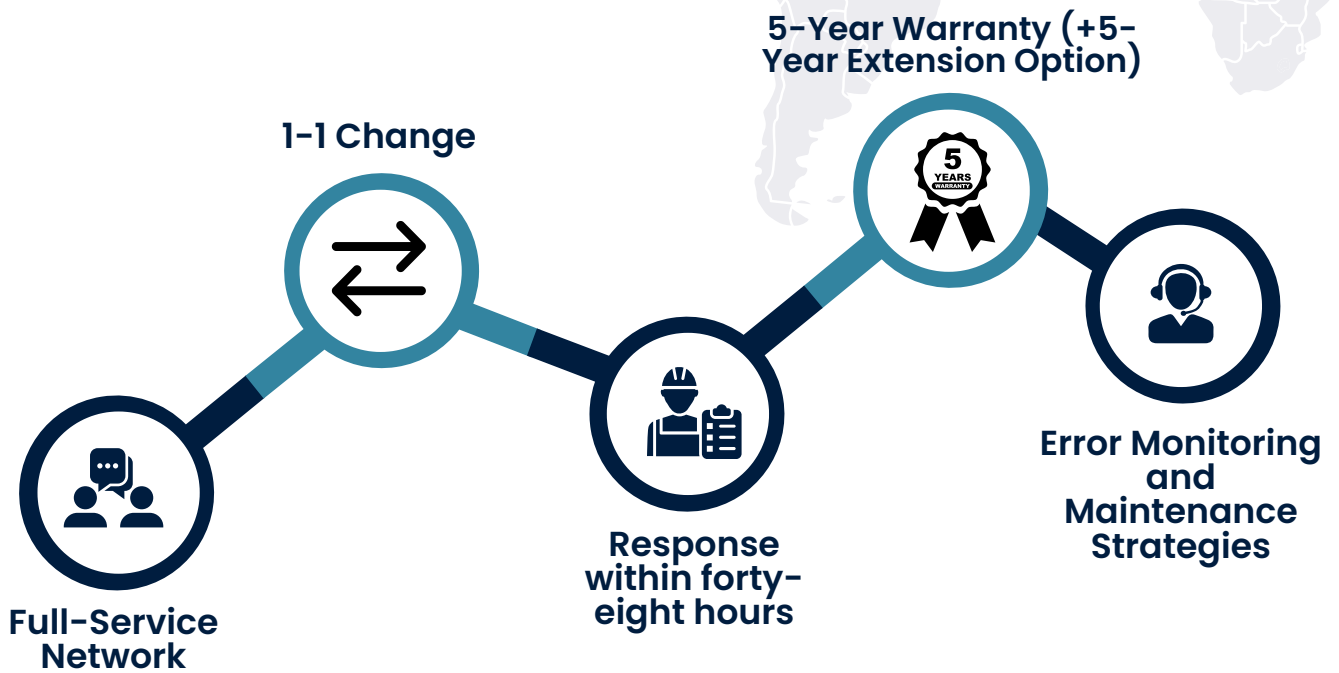 5-Year Warranty (+5-
Year Extension Option)
1-1 Change
5
YEARS
WARRANTY
Error Monitoring
and
Maintenance
Strategies
Response
within forty-
eight hours
Full-Service
Network